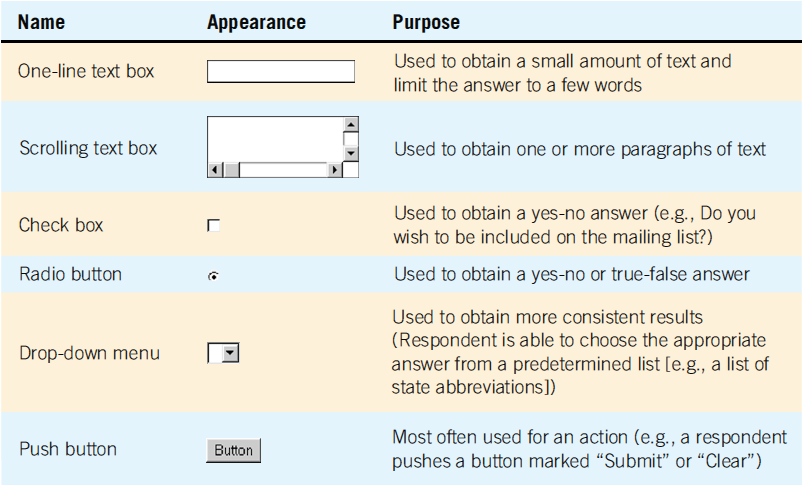 Name Appearance Purpose
One-line text box
Used to obtain a small amount of text and
limit the answer to a few words
Scrolling text box
Used to obtain one or more paragraphs of text
Check box
Used to obtain a yes-no answer (e.g., Do you
wish to be included on the mailing list?)
Radio button
Used to obtain a yes-no or true-false answer
Drop-down menu
Used to obtain more consistent results
(Respondent is able to choose the appropriate
answer from a predetermined list [e.g., a list of
state abbreviations])
Push button
Button
Most often used for an action (e.g., a respondent
pushes a button marked “Submit” or “Clear”)